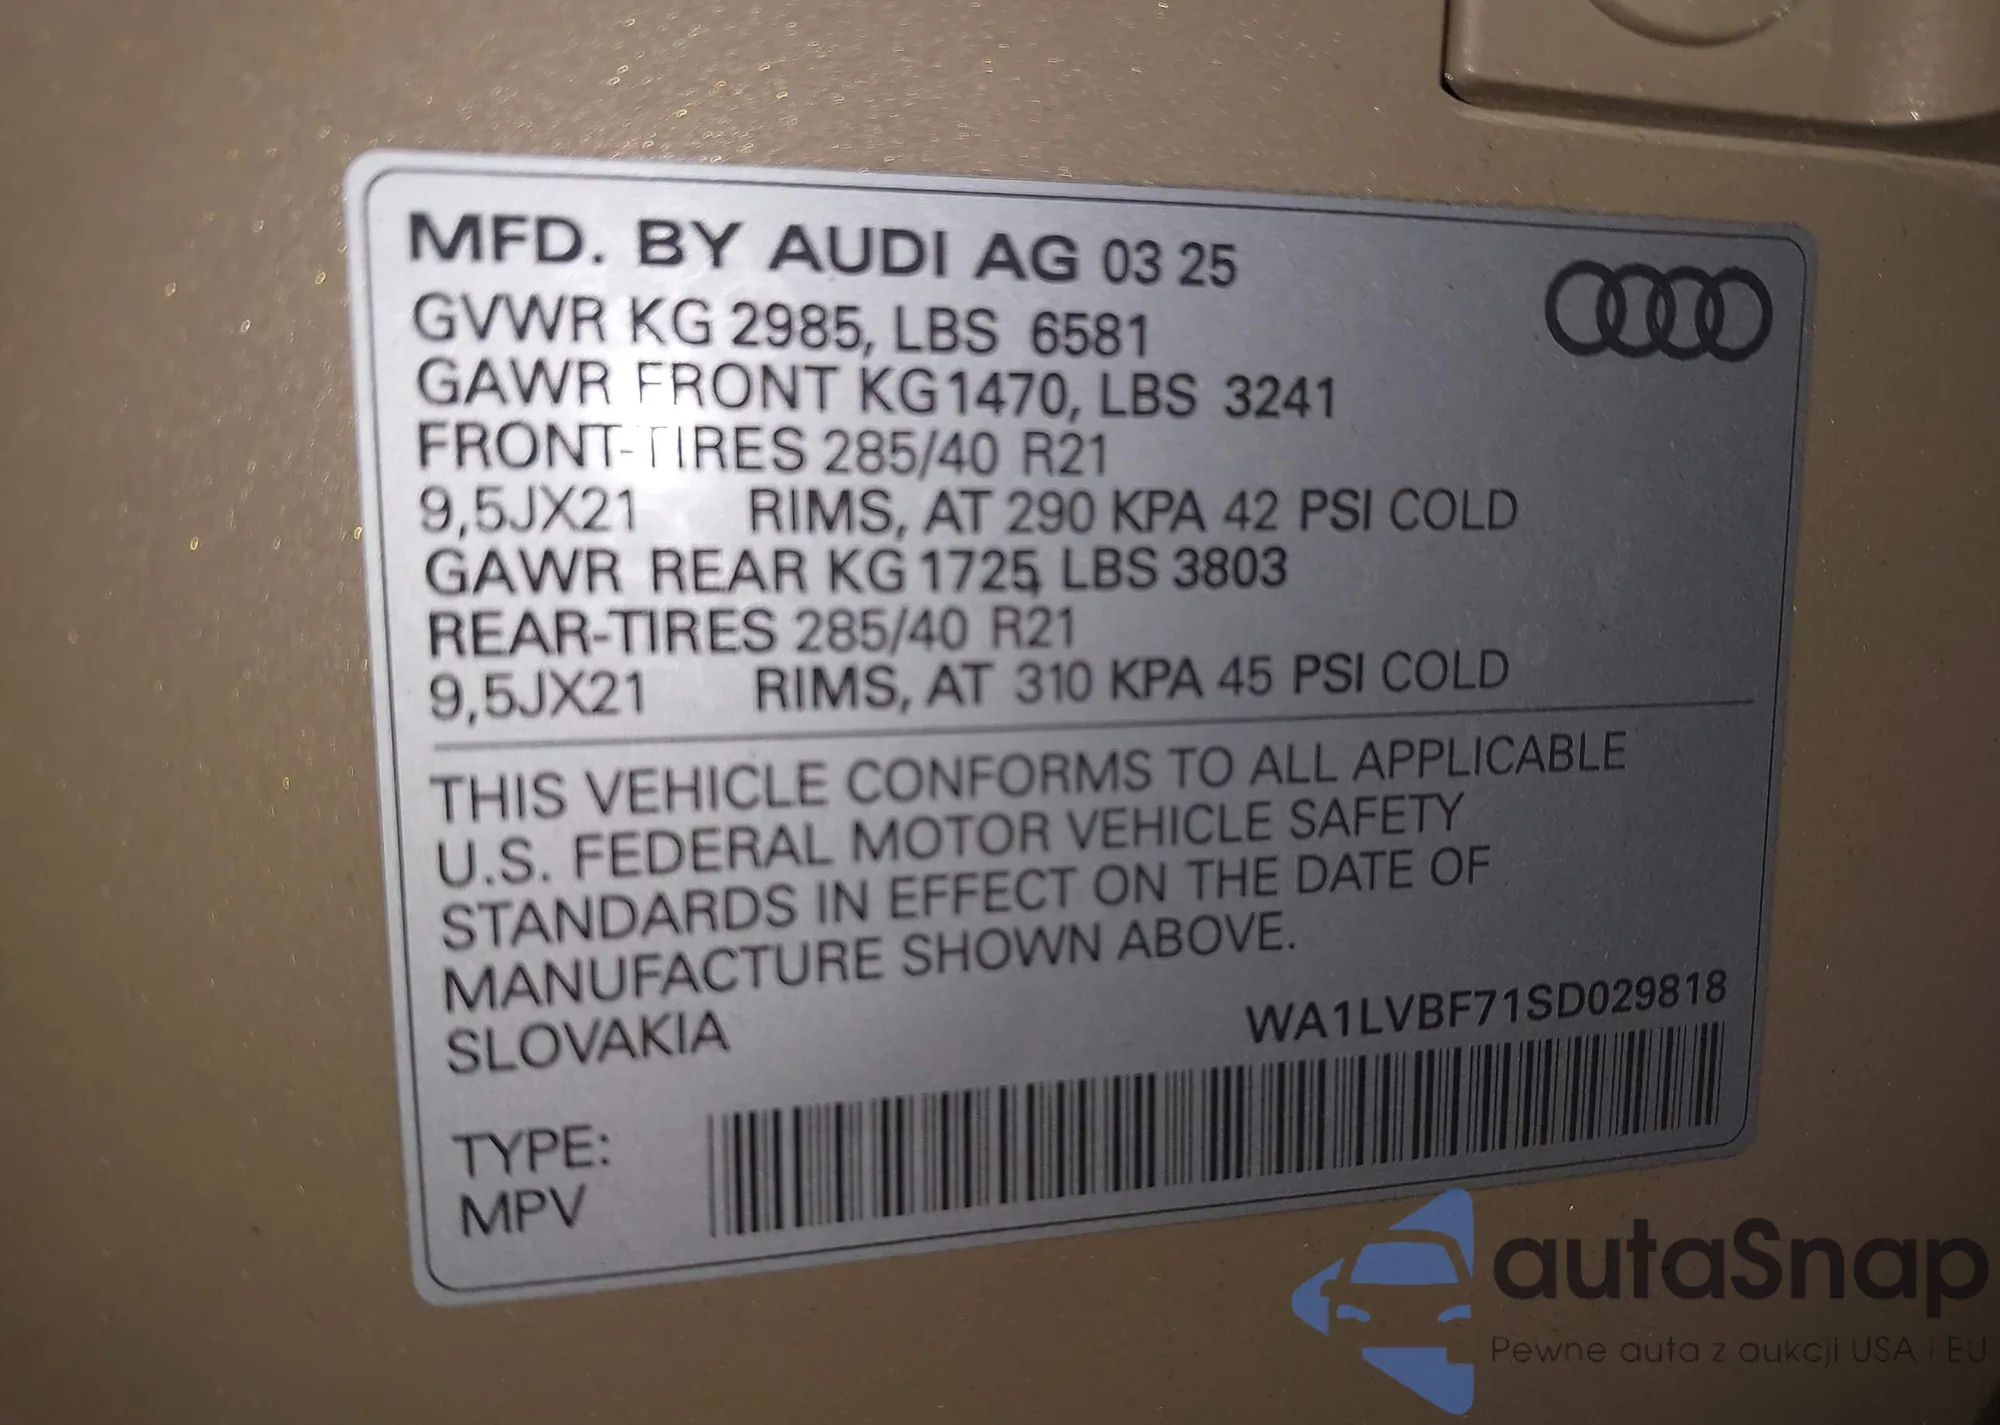 MFD. BY AUDI AG 03 25
GVWR KG 2985, LBS 6581
GAWR FRONT KG 1470, LBS 3241
FRONT-TIRES 285/40 R21
9,5JX21 RIMS, AT 290 KPA 42 PSI COLD
GAWR REAR KG 1725, LBS 3803
REAR-TIRES 285/40 R21
9,5JX21 RIMS, AT 310 KPA 45 PSI COLD
THIS VEHICLE CONFORMS TO ALL APPLICABLE
U.S. FEDERAL MOTOR VEHICLE SAFETY
STANDARDS IN EFFECT ON THE DATE OF
MANUFACTURE SHOWN ABOVE.
SLOVAKIA
WA1LVBF71SD029818
TYPE:
MPV
autaSnap
Pewne auta z aukcji USA i EU